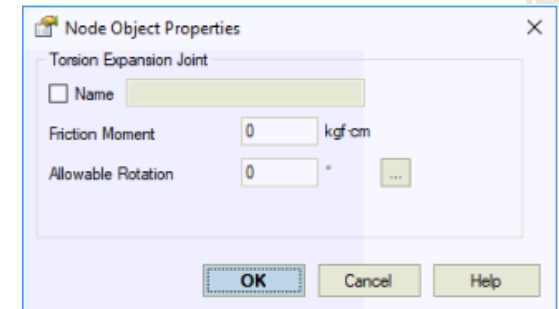 Node Object Properties
Torsion Expansion Joint
Name
Friction Moment 0 kgf·cm
Allowable Rotation 0 ° ...
OK Cancel Help